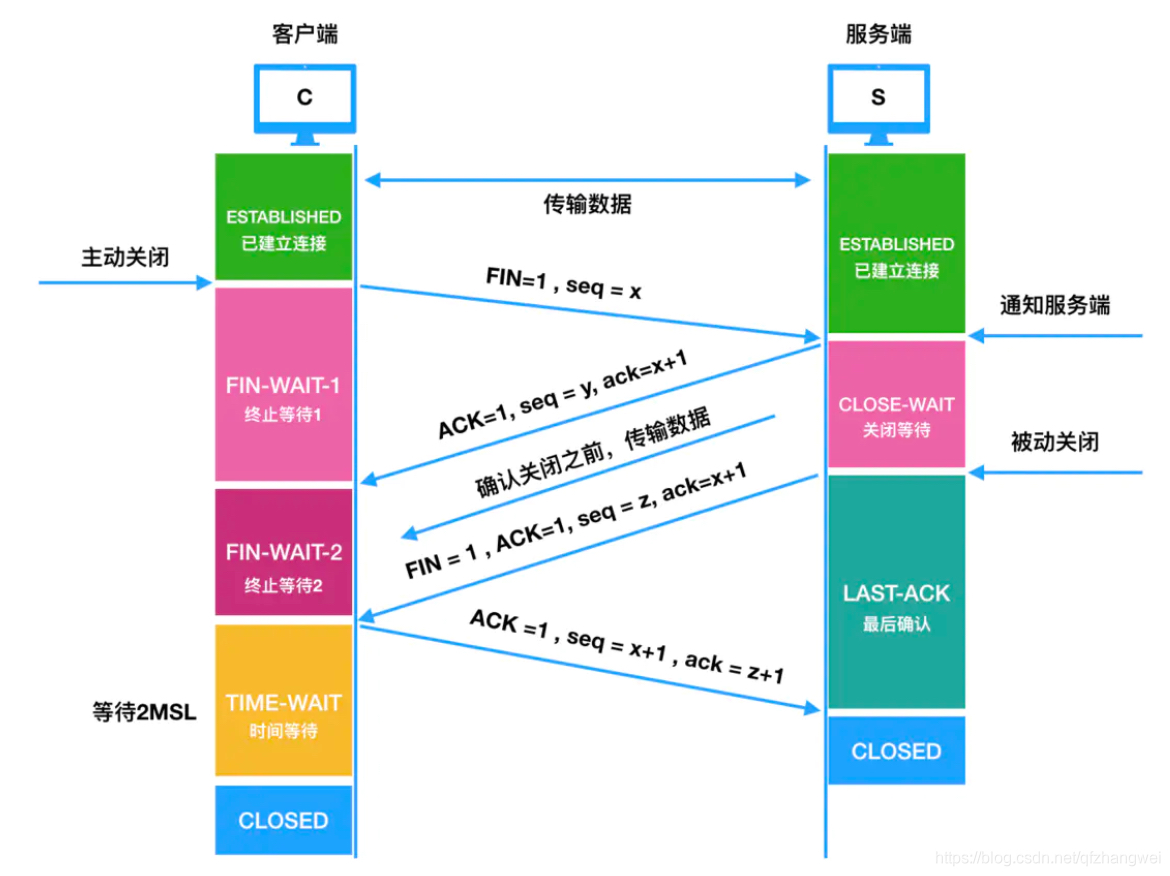 客户端
服务端
C
S
传输数据
ESTABLISHED
已建立连接
ESTABLISHED
已建立连接
主动关闭
FIN=1 , seq = x
通知服务端
FIN-WAIT-1
终止等待1
ACK=1, seq = y, ack=x+1
CLOSE-WAIT
关闭等待
确认关闭之前，传输数据
被动关闭
FIN = 1 , ACK=1, seq = z, ack=x+1
FIN-WAIT-2
终止等待2
LAST-ACK
最后确认
ACK =1 , seq = x+1 , ack = z+1
等待2MSL
TIME-WAIT
时间等待
CLOSED
CLOSED
https://blog.csdn.net/qizhangwei